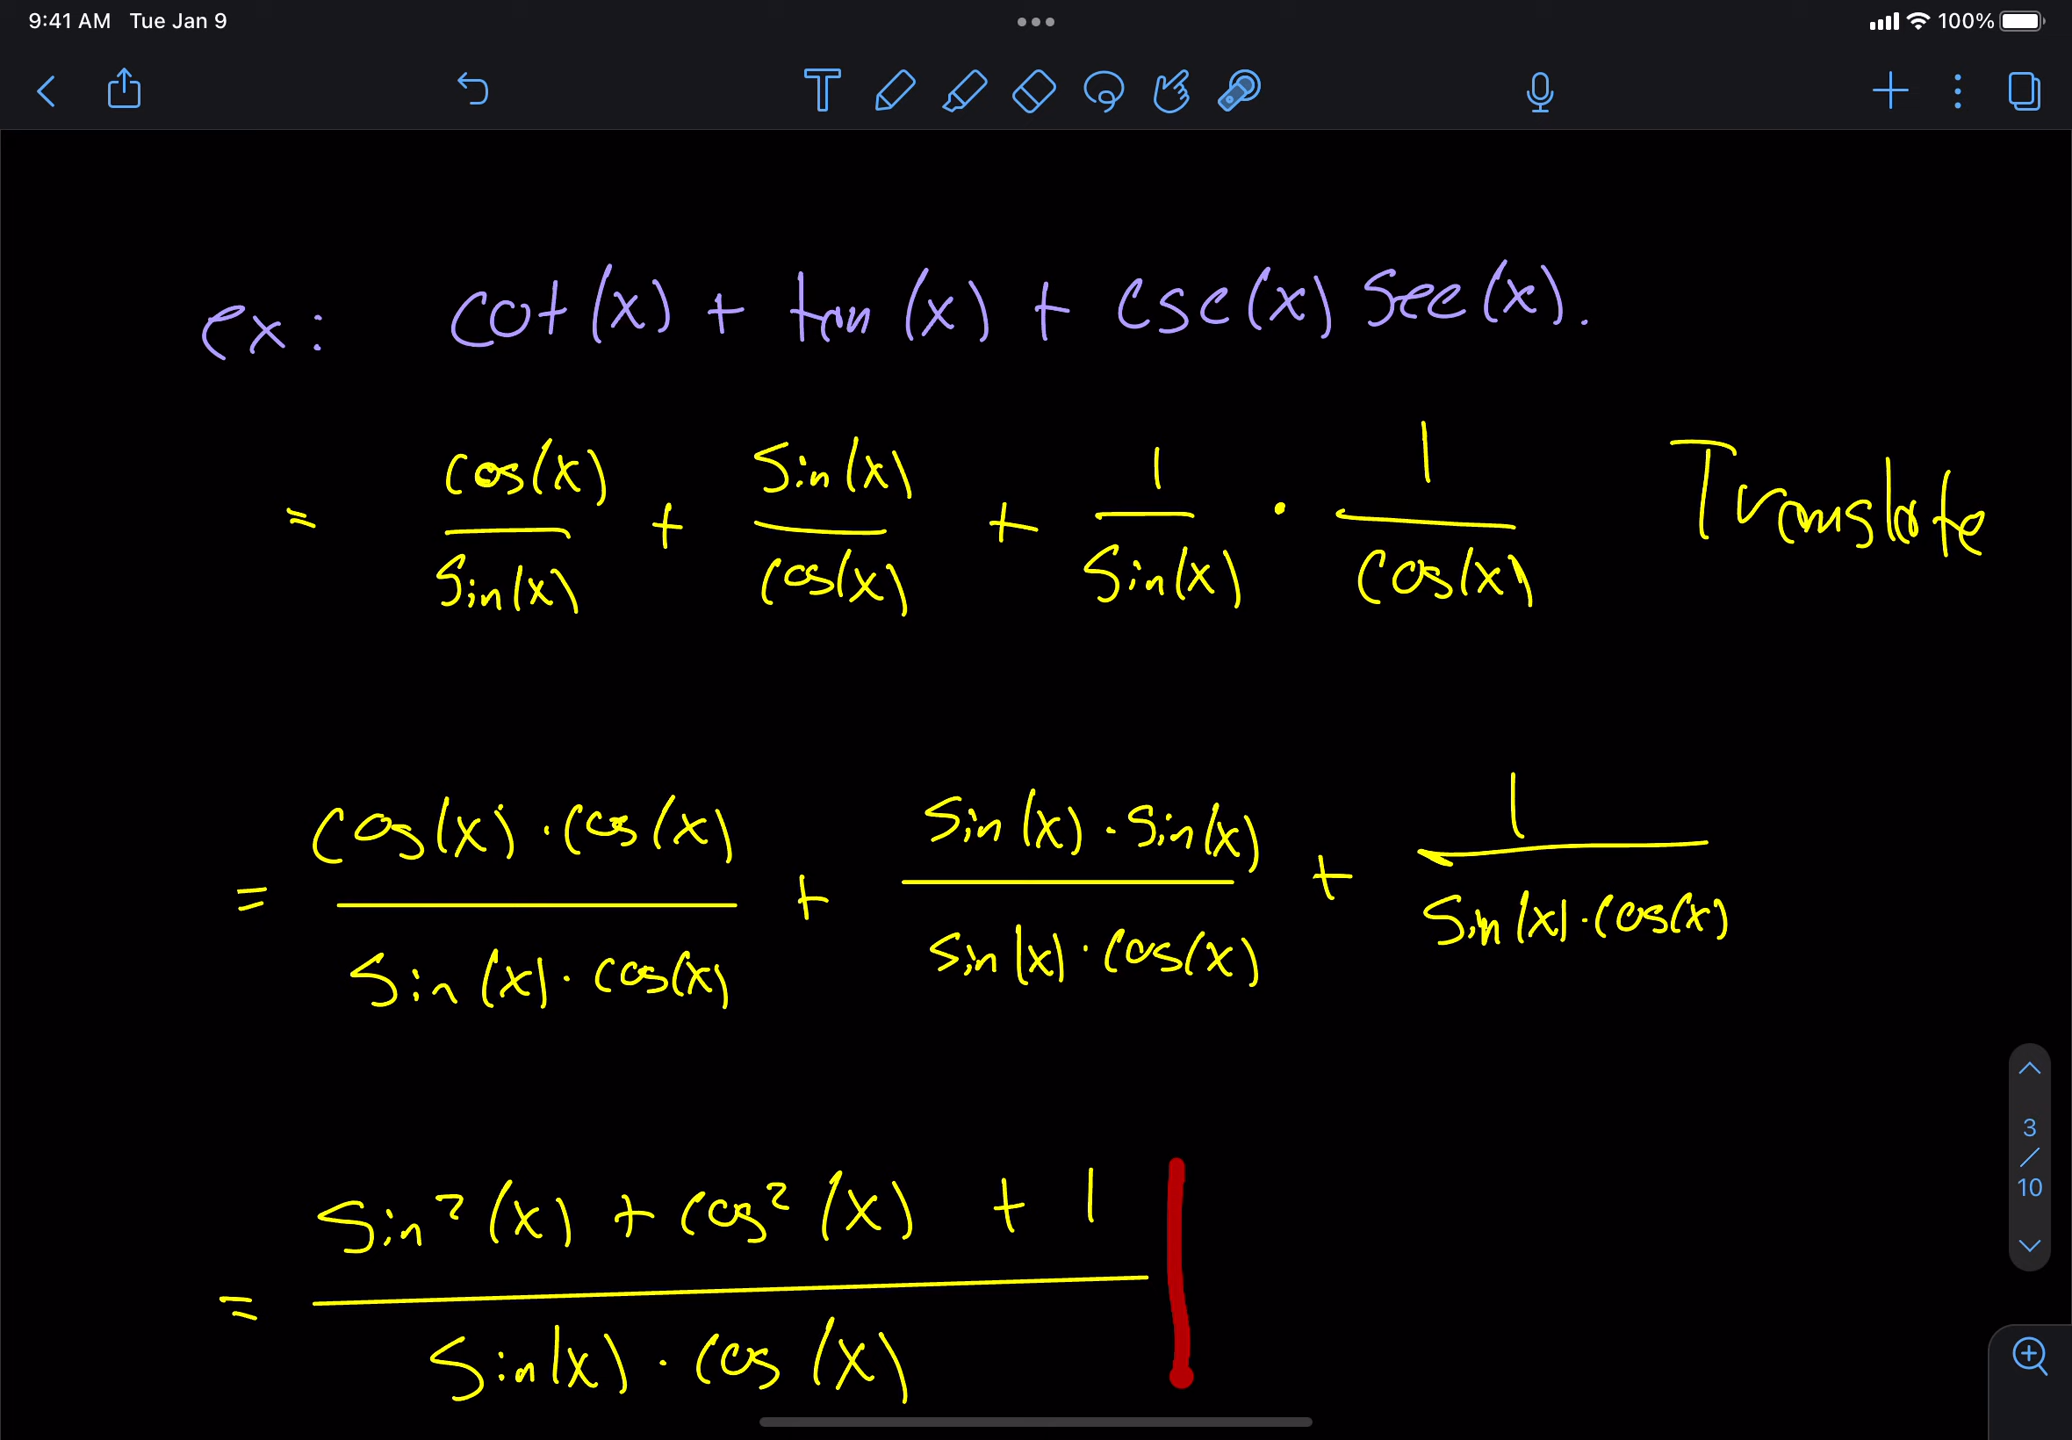 9:41 AM Tue Jan 9
100%
ex: cot(x) + tan(x) + csc(x) sec(x).
= cos(x)/sin(x) + sin(x)/cos(x) + 1/sin(x) · 1/cos(x) Translate
= cos(x)·cos(x)/sin(x)·cos(x) + sin(x)·sin(x)/sin(x)·cos(x) + 1/sin(x)·cos(x)
= sin²(x) + cos²(x) + 1/sin(x)·cos(x)
3
/
10